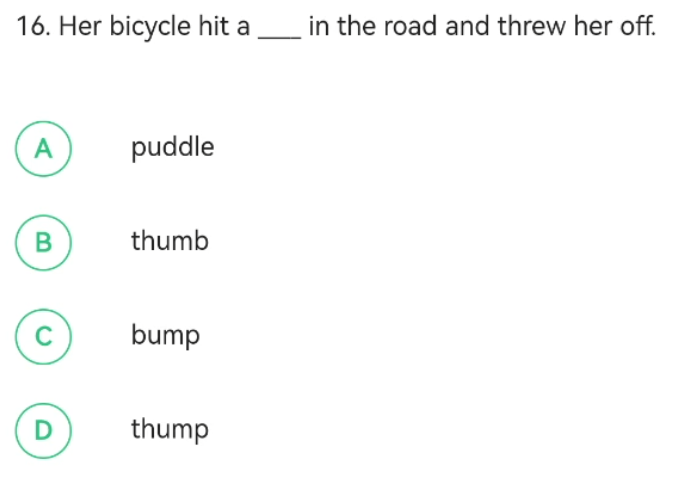 16. Her bicycle hit a ____ in the road and threw her off.
A puddle
B thumb
C bump
D thump